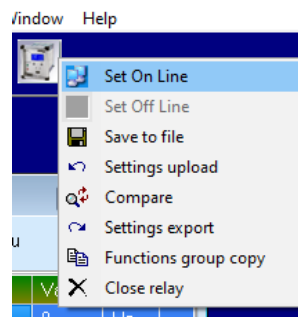 Window Help
Set On Line
Set Off Line
Save to file
Settings upload
Compare
Settings export
Functions group copy
Close relay